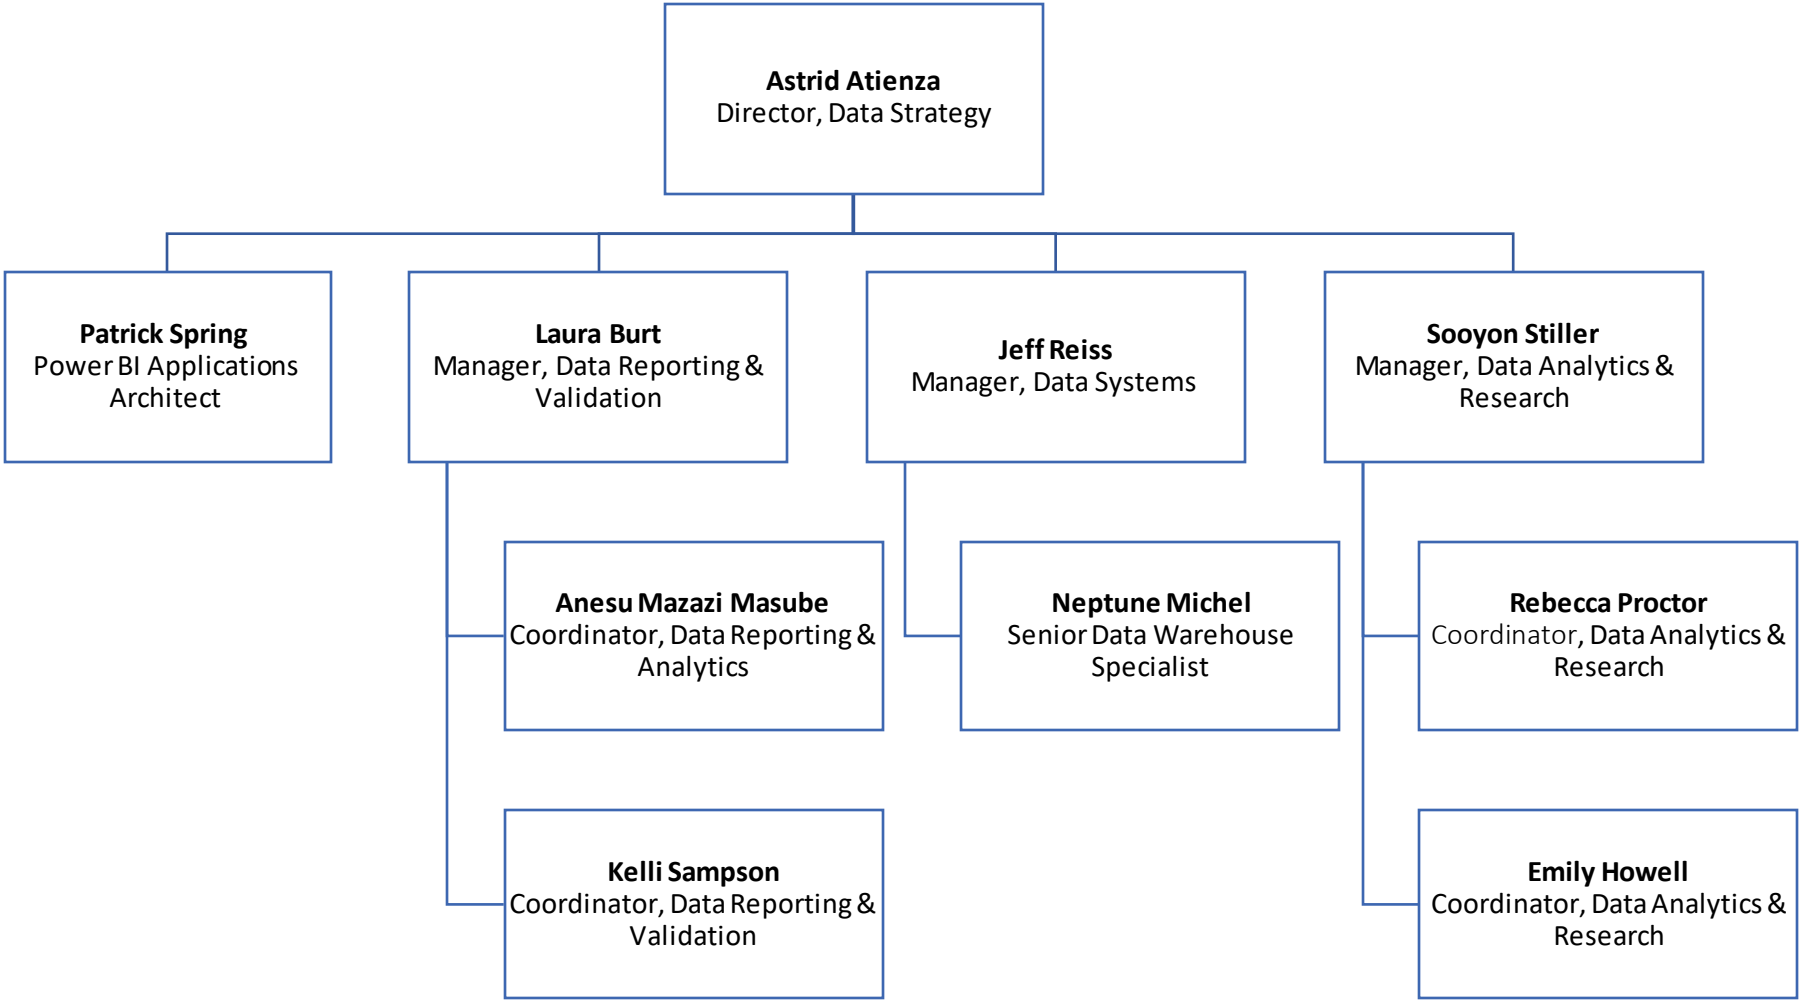 Astrid Atienza
Director, Data Strategy
Patrick Spring
Power BI Applications
Architect
Laura Burt
Manager, Data Reporting &
Validation
Jeff Reiss
Manager, Data Systems
Sooyon Stiller
Manager, Data Analytics &
Research
Anesu Mazazi Masube
Coordinator, Data Reporting &
Analytics
Neptune Michel
Senior Data Warehouse
Specialist
Rebecca Proctor
Coordinator, Data Analytics &
Research
Kelli Sampson
Coordinator, Data Reporting &
Validation
Emily Howell
Coordinator, Data Analytics &
Research